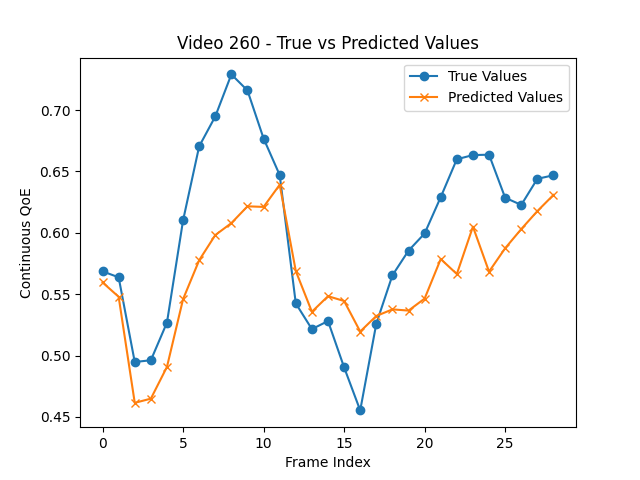 Video 260 - True vs Predicted Values
True Values
Predicted Values
Continuous QoE
0.70
0.65
0.60
0.55
0.50
0.45
0 5 10 15 20 25
Frame Index